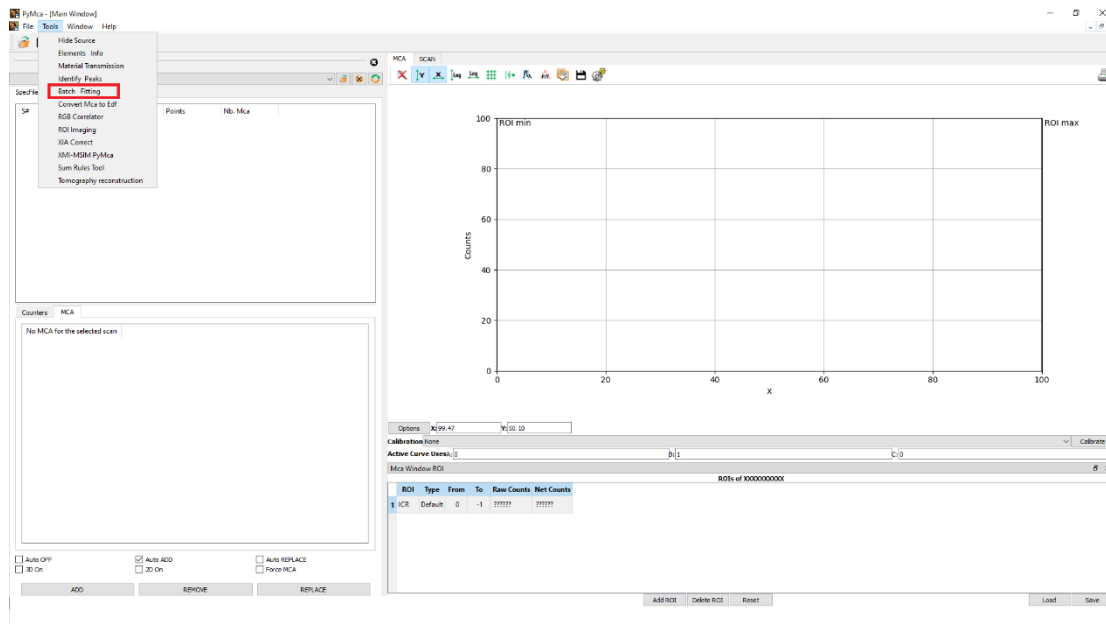 PyMca - [Main Window]
File Tools Window Help
Hide Source
Elements Info
Material Transmission
Identify Peaks
Batch Fitting
Convert Mca to Edf
RGB Correlator
ROI Imaging
XIA Correct
XMI-MSIM PyMca
Sum Rules Tool
Tomography reconstruction
SpecFile
S# Points Nb. Mca
Counters MCA
No MCA for the selected scan
Auto OFF Auto ADD Auto REPLACE
3D On 2D On Force MCA
ADD REMOVE REPLACE
MCA SCAN
Log Log
ROI min ROI max
100
80
60
40
20
0
Counts
0 20 40 60 80 100
X
Options X: 99.47 Y: 50.10
Calibration None Calibrate
Active Curve Uses A: 0 B: 1 C: 0
Mca Window ROI
ROIs of XXXXXXXXXX
ROI Type From To Raw Counts Net Counts
1 ICR Default 0 -1 ?????? ??????
Add ROI Delete ROI Reset Load Save